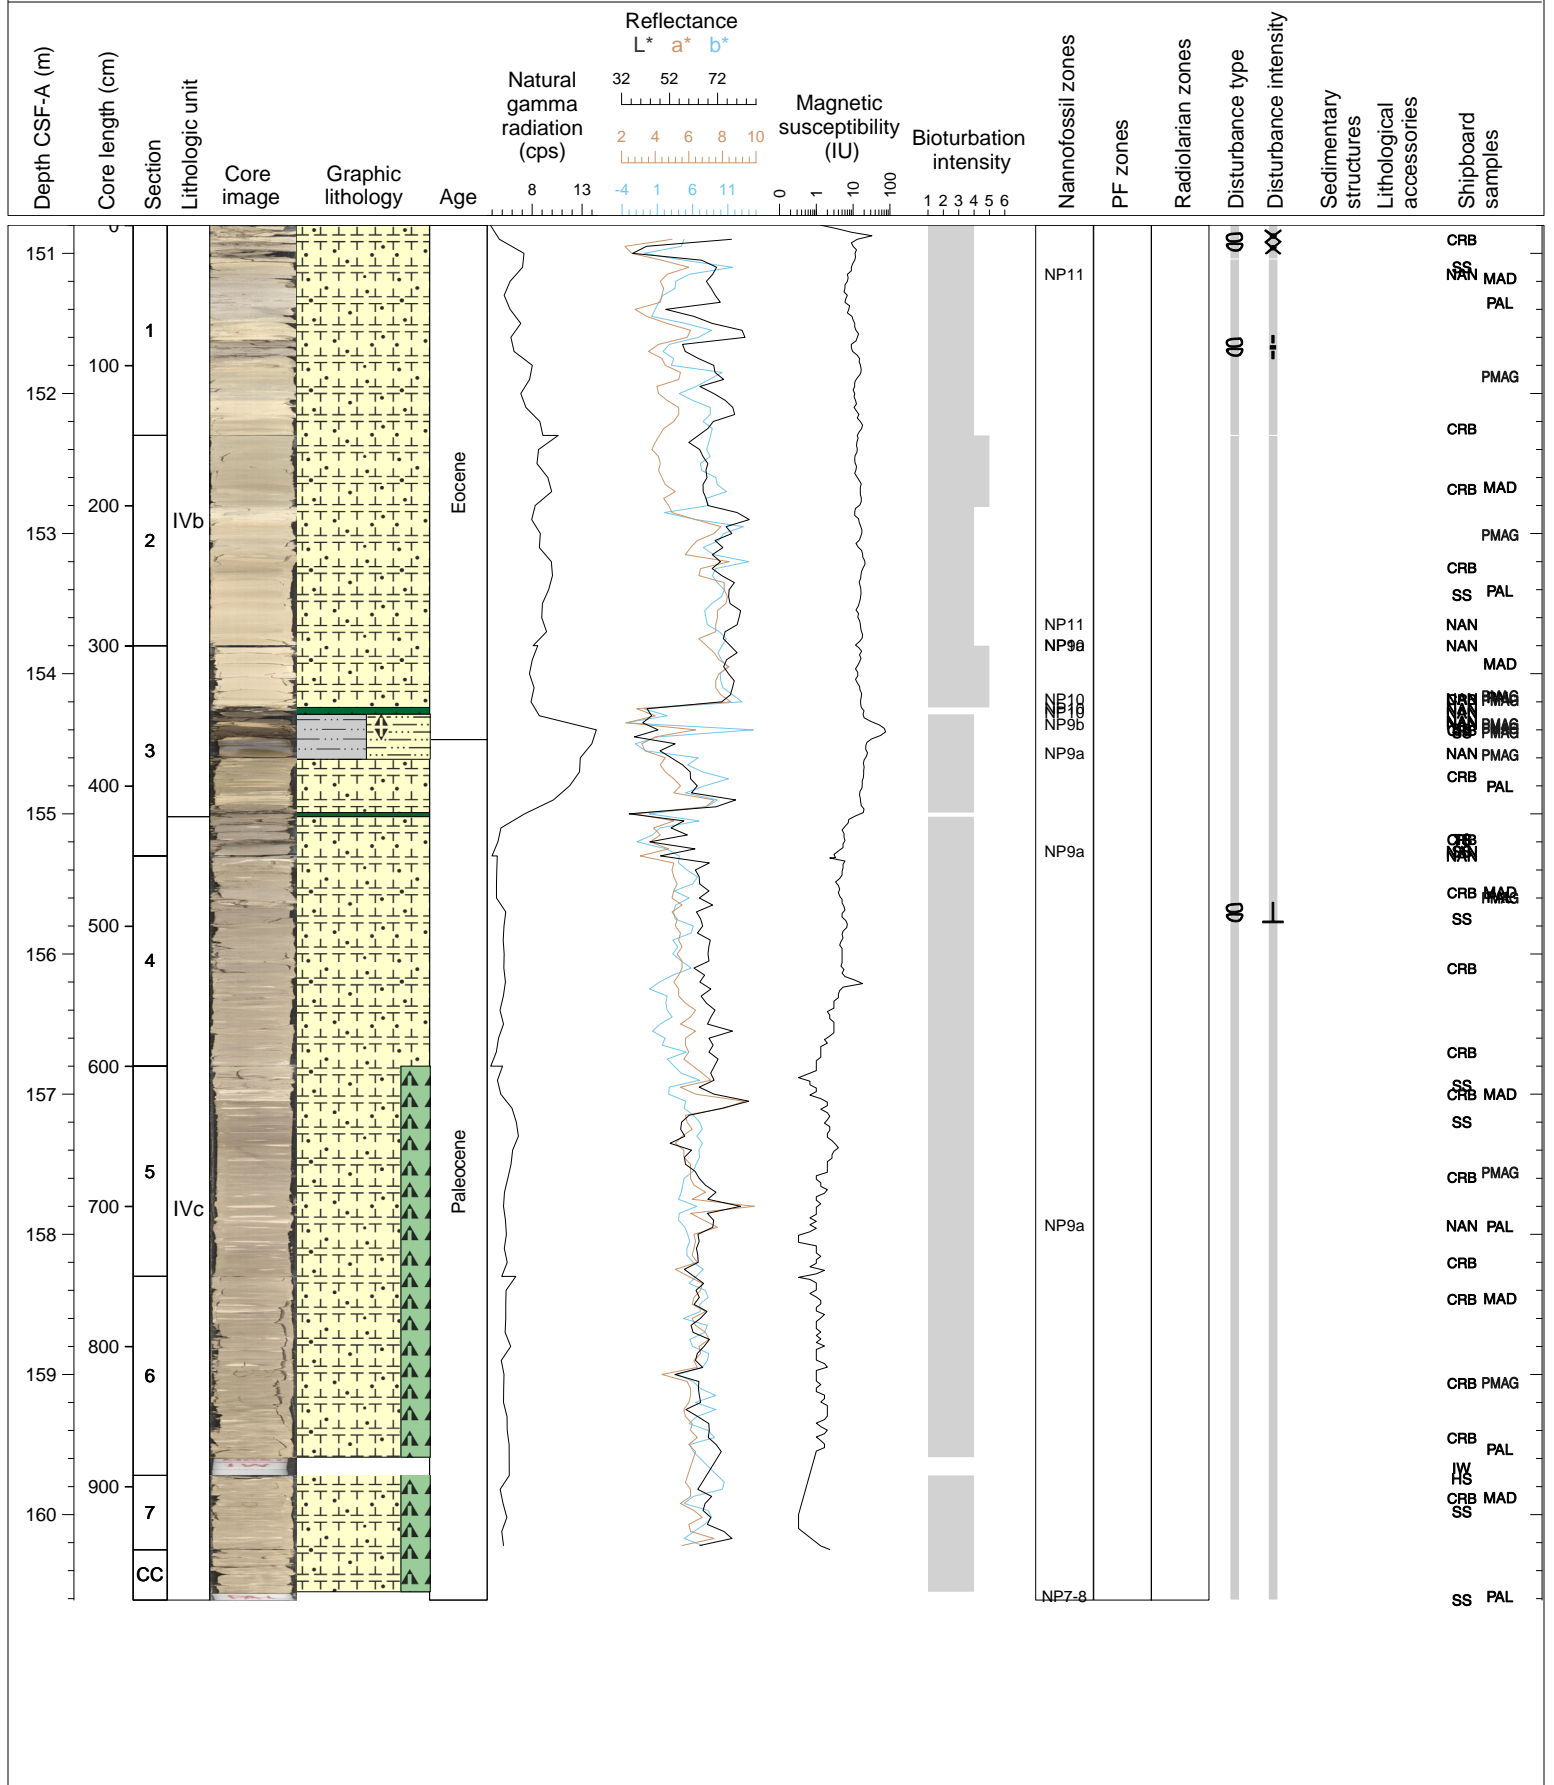 Depth CSF-A (m)
Core length (cm)
Section
Lithologic unit
Core image
Graphic lithology
Age
Natural gamma radiation (cps)
8 13
Reflectance
L* a* b*
32 52 72
2 4 6 8 10
-4 1 6 11
Magnetic susceptibility (IU)
0 1 10 100
Bioturbation intensity
1 2 3 4 5 6
Nannofossil zones
PF zones
Radiolarian zones
Disturbance type
Disturbance intensity
Sedimentary structures
Lithological accessories
Shipboard samples
0
151
1
100
152
200
2
153
300
154
3
400
155
500
4
156
600
157
5
700
158
800
6
159
900
7
160
CC
IVb
IVc
Eocene
Paleocene
NP11
NP11
NP10
NP9b
NP9a
NP9a
NP9a
NP7-8
CRB
SS
NAN MAD
PAL
PMAG
CRB
CRB MAD
PMAG
CRB
SS PAL
NAN
NAN
MAD
PMAG
NAN
NAN PMAG
CRB
PAL
CRB
NAN
CRB MAD
PMAG
SS
CRB
CRB
SS
CRB MAD
SS
CRB PMAG
NAN PAL
CRB
CRB MAD
CRB PMAG
CRB
PAL
IW
HS
CRB MAD
SS
SS PAL